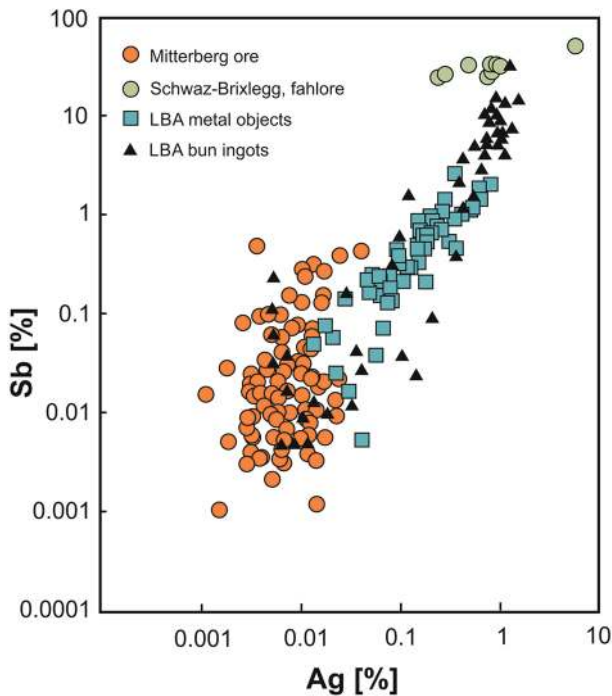 100
10
1
0.1
0.01
0.001
0.0001
Sb [%]
Mitterberg ore
Schwaz-Brixlegg, fahlore
LBA metal objects
LBA bun ingots
0.001 0.01 0.1 1 10
Ag [%]